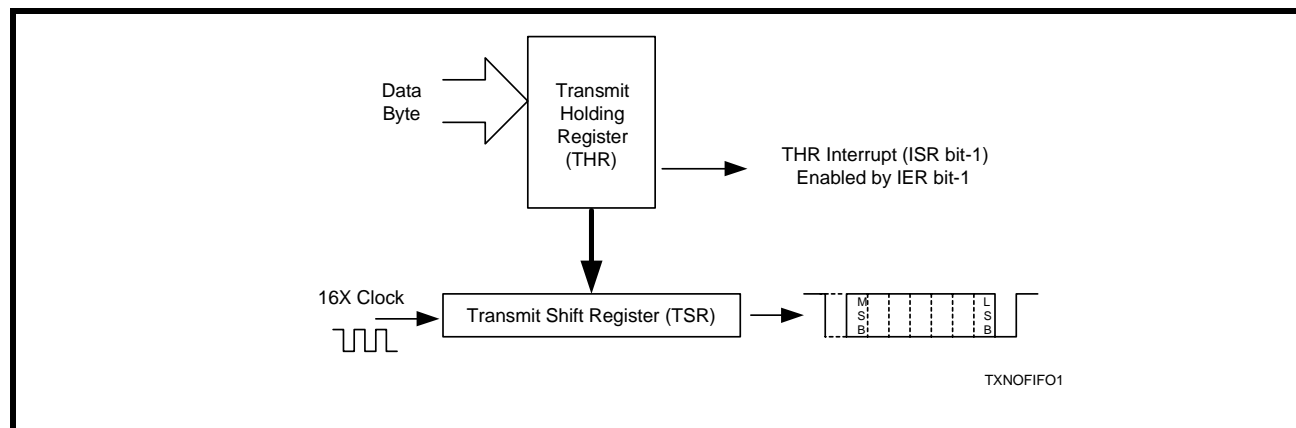 Data
Byte
Transmit
Holding
Register
(THR)
THR Interrupt (ISR bit-1)
Enabled by IER bit-1
16X Clock
Transmit Shift Register (TSR)
M
S
B
L
S
B
TXNOFIFO1